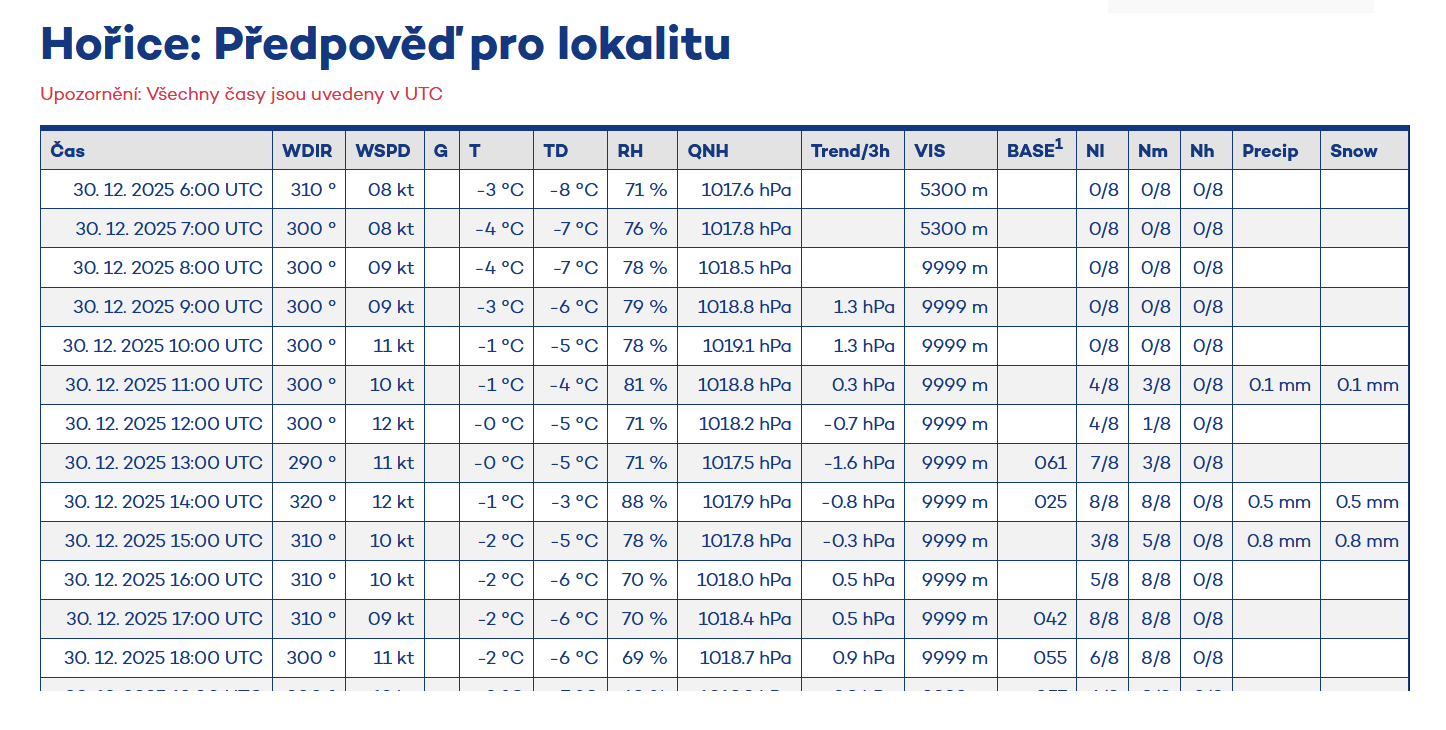 Hořice: Předpověď pro lokalitu
Upozornění: Všechny časy jsou uvedeny v UTC
Čas WDIR WSPD G T TD RH QNH Trend/3h VIS BASE1 Nl Nm Nh Precip Snow
30. 12. 2025 6:00 UTC 310 ° 08 kt -3 °C -8 °C 71 % 1017.6 hPa 5300 m 0/8 0/8 0/8
30. 12. 2025 7:00 UTC 300 ° 08 kt -4 °C -7 °C 76 % 1017.8 hPa 5300 m 0/8 0/8 0/8
30. 12. 2025 8:00 UTC 300 ° 09 kt -4 °C -7 °C 78 % 1018.5 hPa 9999 m 0/8 0/8 0/8
30. 12. 2025 9:00 UTC 300 ° 09 kt -3 °C -6 °C 79 % 1018.8 hPa 1.3 hPa 9999 m 0/8 0/8 0/8
30. 12. 2025 10:00 UTC 300 ° 11 kt -1 °C -5 °C 78 % 1019.1 hPa 1.3 hPa 9999 m 0/8 0/8 0/8
30. 12. 2025 11:00 UTC 300 ° 10 kt -1 °C -4 °C 81 % 1018.8 hPa 0.3 hPa 9999 m 4/8 3/8 0/8 0.1 mm 0.1 mm
30. 12. 2025 12:00 UTC 300 ° 12 kt -0 °C -5 °C 71 % 1018.2 hPa -0.7 hPa 9999 m 4/8 1/8 0/8
30. 12. 2025 13:00 UTC 290 ° 11 kt -0 °C -5 °C 71 % 1017.5 hPa -1.6 hPa 9999 m 061 7/8 3/8 0/8
30. 12. 2025 14:00 UTC 320 ° 12 kt -1 °C -3 °C 88 % 1017.9 hPa -0.8 hPa 9999 m 025 8/8 8/8 0/8 0.5 mm 0.5 mm
30. 12. 2025 15:00 UTC 310 ° 10 kt -2 °C -5 °C 78 % 1017.8 hPa -0.3 hPa 9999 m 3/8 5/8 0/8 0.8 mm 0.8 mm
30. 12. 2025 16:00 UTC 310 ° 10 kt -2 °C -6 °C 70 % 1018.0 hPa 0.5 hPa 9999 m 5/8 8/8 0/8
30. 12. 2025 17:00 UTC 310 ° 09 kt -2 °C -6 °C 70 % 1018.4 hPa 0.5 hPa 9999 m 042 8/8 8/8 0/8
30. 12. 2025 18:00 UTC 300 ° 11 kt -2 °C -6 °C 69 % 1018.7 hPa 0.9 hPa 9999 m 055 6/8 8/8 0/8